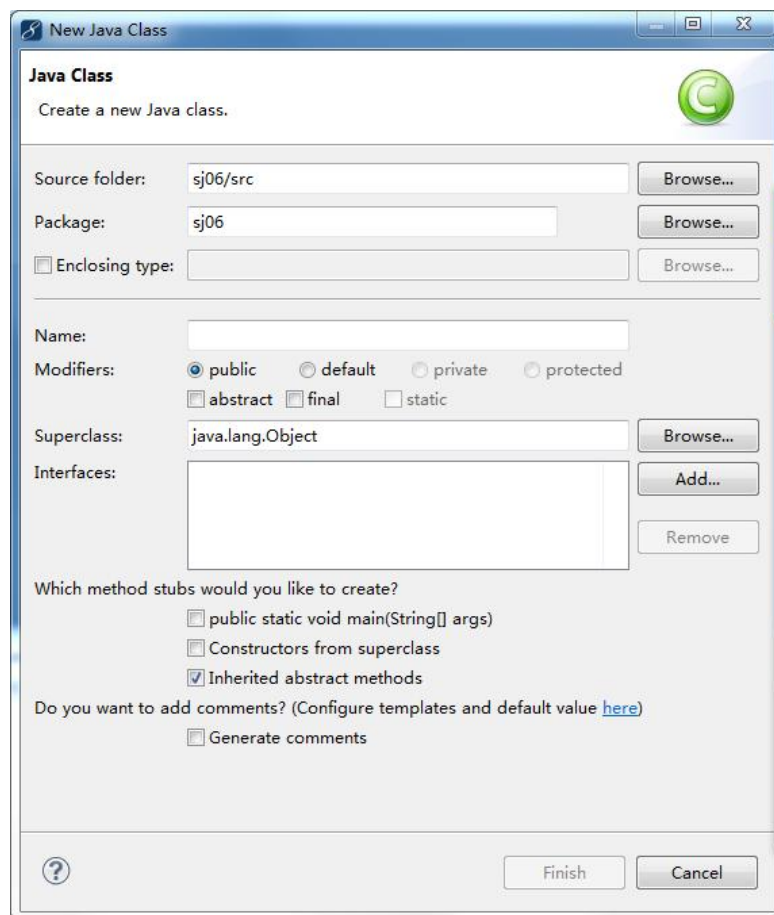 New Java Class
Java Class
Create a new Java class.
Source folder: sj06/src Browse...
Package: sj06 Browse...
Enclosing type: Browse...
Name:
Modifiers: public default private protected
abstract final static
Superclass: java.lang.Object Browse...
Interfaces: Add...
Remove
Which method stubs would you like to create?
public static void main(String[] args)
Constructors from superclass
Inherited abstract methods
Do you want to add comments? (Configure templates and default value here)
Generate comments
? Finish Cancel